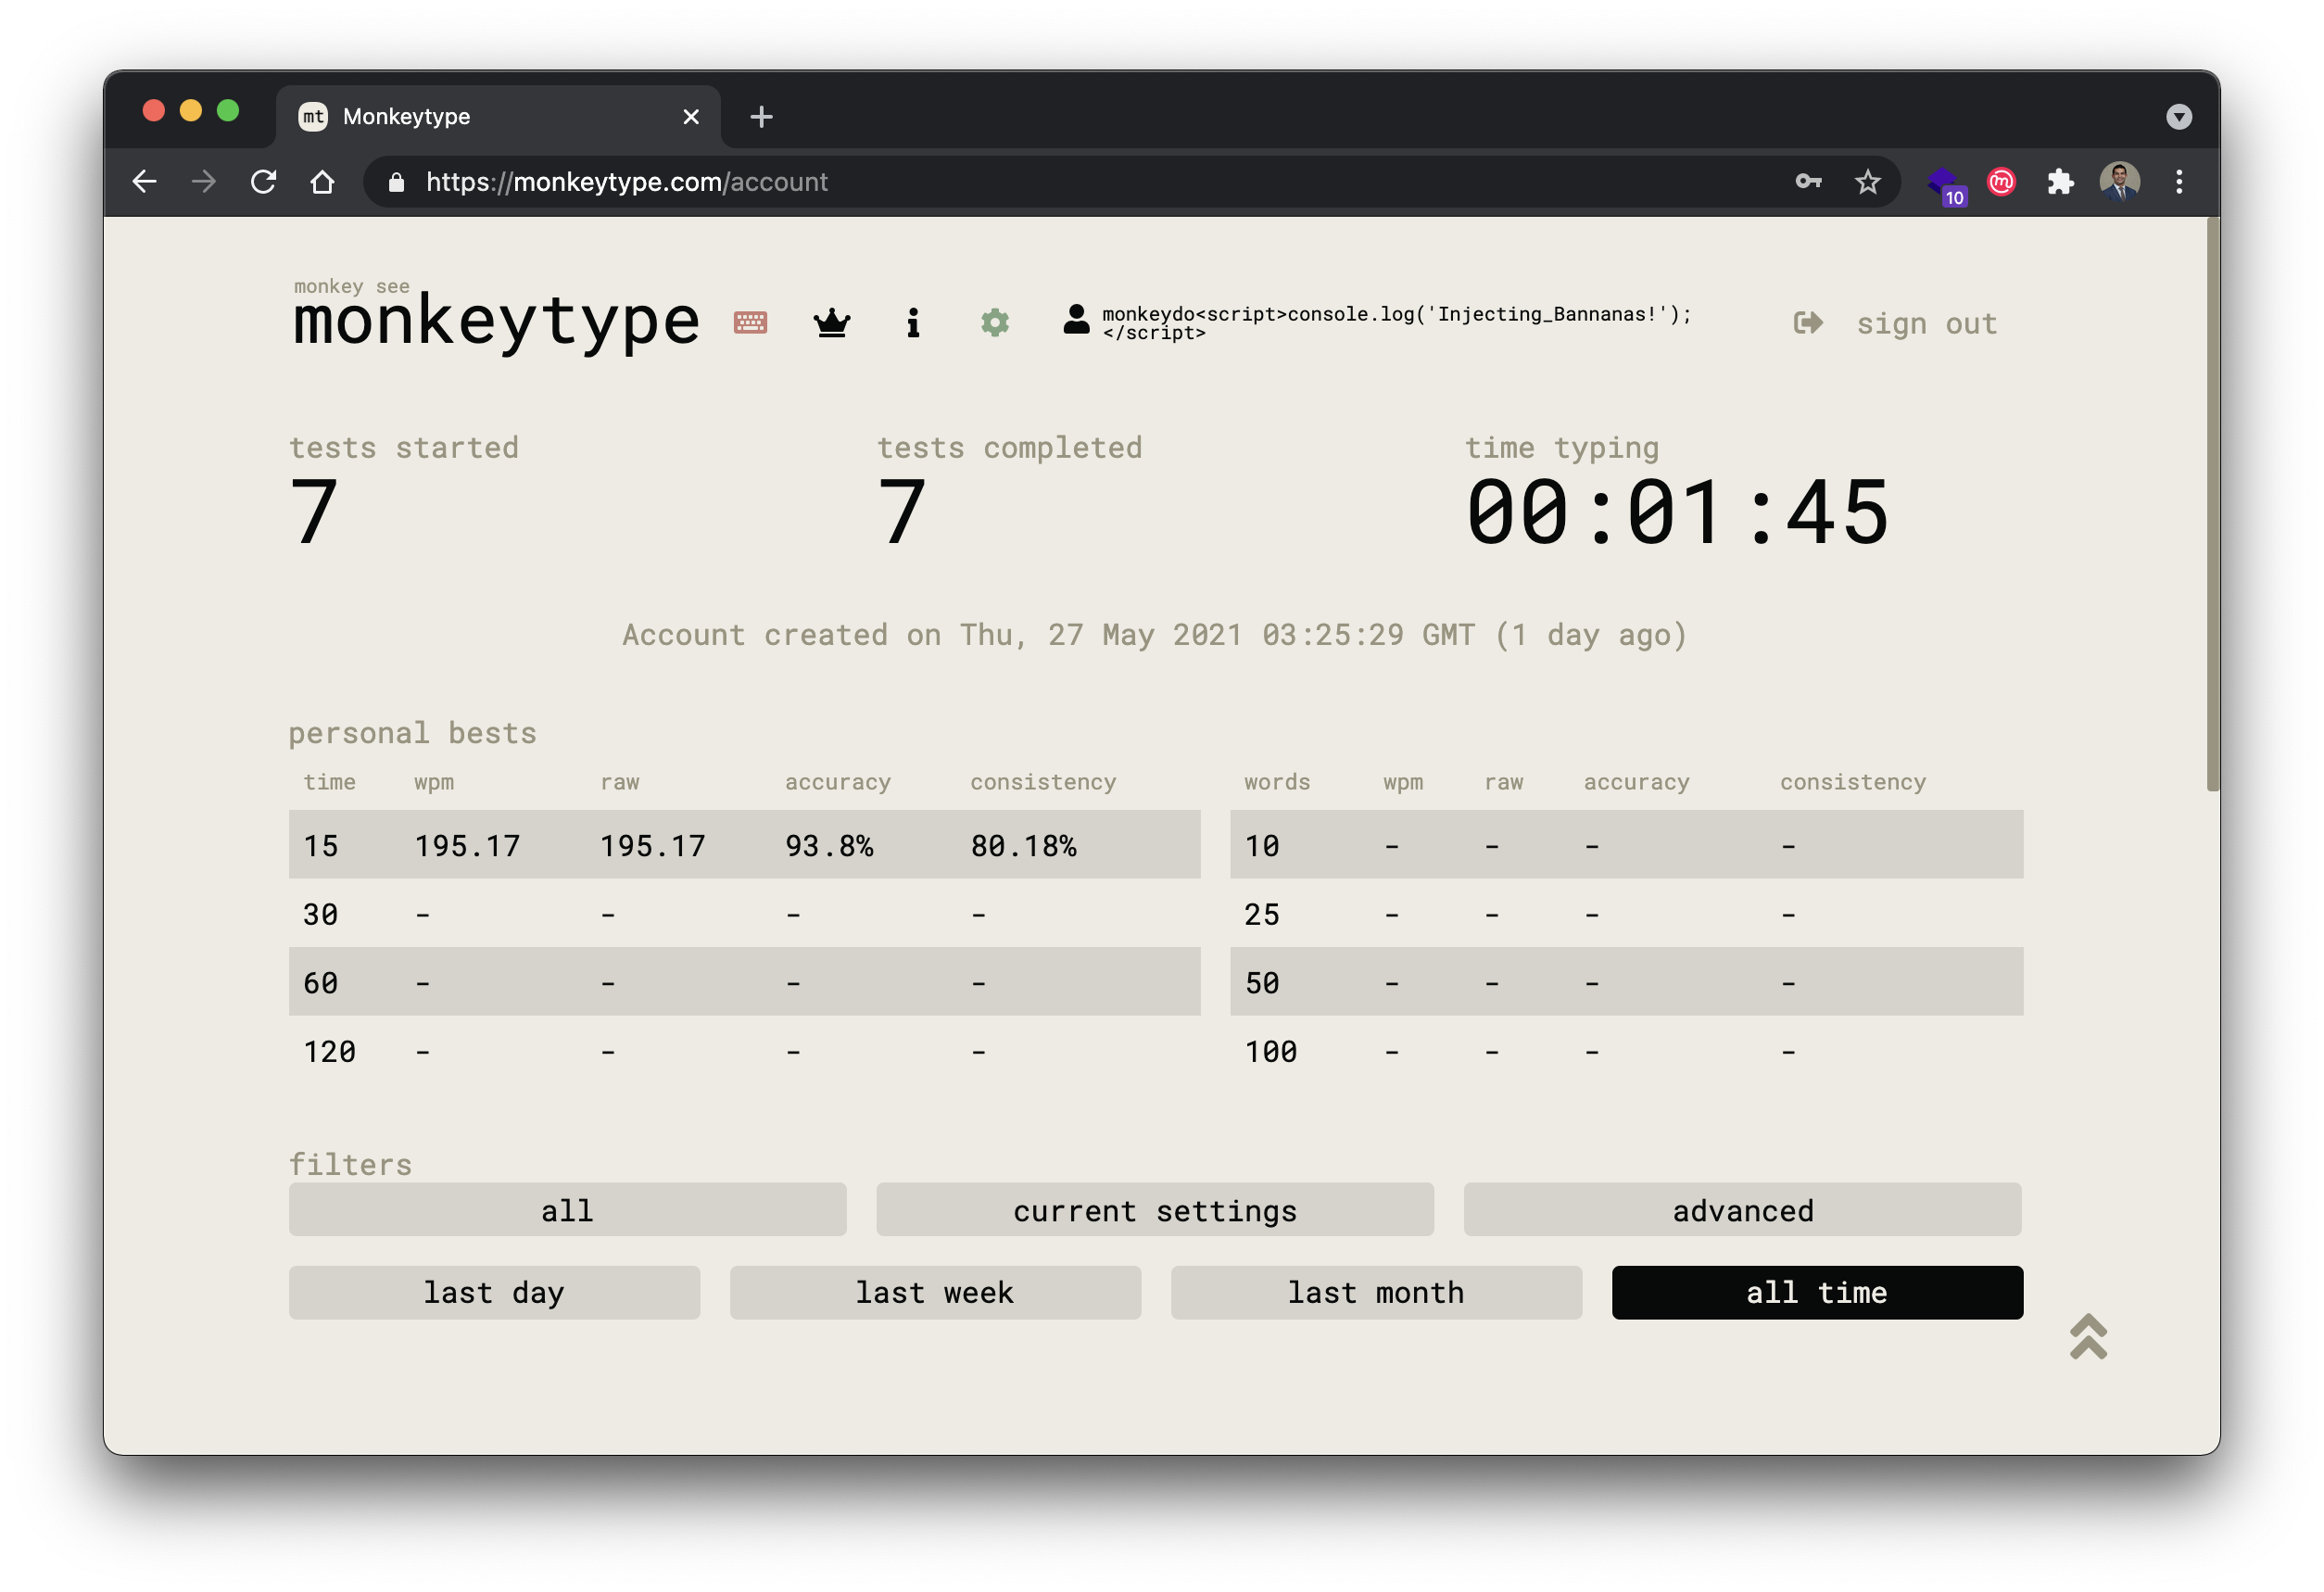 mt Monkeytype
https://monkeytype.com/account
10
monkey see
monkeytype
monkeydo<script>console.log('Injecting_Bannanas!');
</script>
sign out
tests started
7
tests completed
7
time typing
00:01:45
Account created on Thu, 27 May 2021 03:25:29 GMT (1 day ago)
personal bests
time wpm raw accuracy consistency
15 195.17 195.17 93.8% 80.18%
30 - - - -
60 - - - -
120 - - - -
words wpm raw accuracy consistency
10 - - - -
25 - - - -
50 - - - -
100 - - - -
filters
all current settings advanced
last day last week last month all time